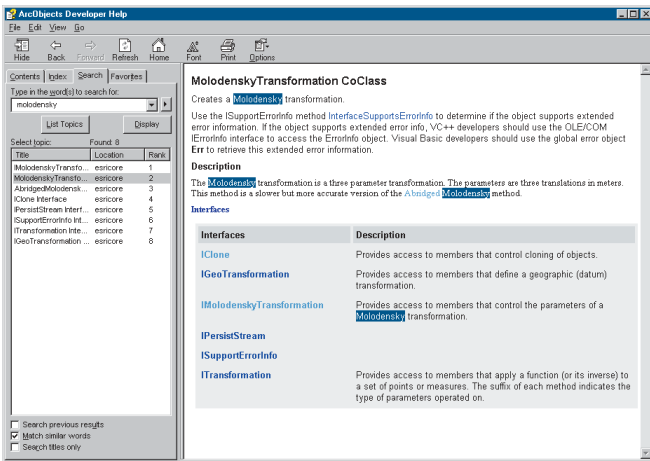 ArcObjects Developer Help
File Edit View Go
Hide Back Forward Refresh Home Font Print Options
Contents Index Search Favorites
Type in the word(s) to search for:
molodensky
List Topics Display
Select topic: Found: 8
Title Location Rank
IMolodenskyTransfo... esricore 1
MolodenskyTransfo... esricore 2
AbridgedMolodensk... esricore 3
IClone Interface esricore 4
IPersistStream Interf... esricore 5
ISupportErrorInfo Int... esricore 6
ITransformation Inte... esricore 7
IGeoTransformation ... esricore 8
Search previous results
Match similar words
Search titles only
MolodenskyTransformation CoClass
Creates a Molodensky transformation.
Use the ISupportErrorInfo method InterfaceSupportsErrorInfo to determine if the object supports extended
error information. If the object supports extended error info, VC++ developers should use the OLE/COM
IErrorInfo interface to access the ErrorInfo object. Visual Basic developers should use the global error object
Err to retrieve this extended error information.
Description
The Molodensky transformation is a three parameter transformation. The parameters are three translations in meters.
This method is a slower but more accurate version of the Abridged Molodensky method.
Interfaces
Interfaces Description
IClone Provides access to members that control cloning of objects.
IGeoTransformation Provides access to members that define a geographic (datum)
transformation.
IMolodenskyTransformation Provides access to members that control the parameters of a
Molodensky transformation.
IPersistStream
ISupportErrorInfo
ITransformation Provides access to members that apply a function (or its inverse) to
a set of points or measures. The suffix of each method indicates the
type of parameters operated on.